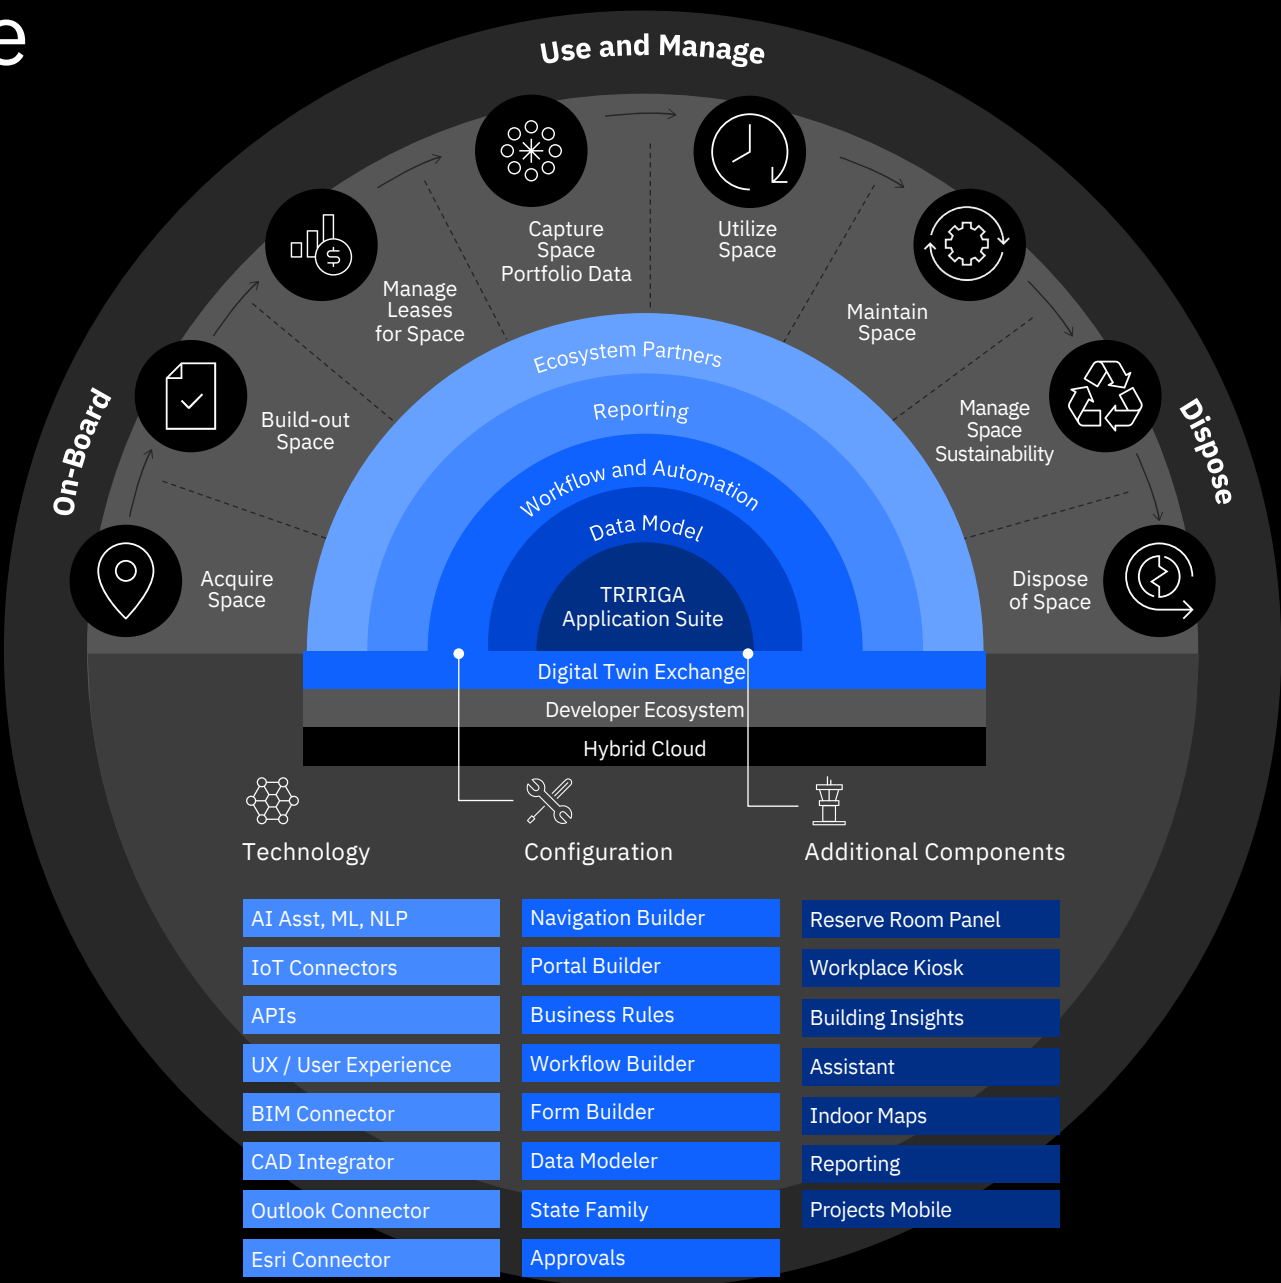 e
Use and Manage
On-Board
Dispose
Acquire
Space
Build-out
Space
Manage
Leases
for Space
Capture
Space
Portfolio Data
Utilize
Space
Maintain
Space
Manage
Space
Sustainability
Dispose
of Space
Ecosystem Partners
Reporting
Workflow and Automation
Data Model
TRIRIGA
Application Suite
Digital Twin Exchange
Developer Ecosystem
Hybrid Cloud
Technology
AI Asst, ML, NLP
IoT Connectors
APIs
UX / User Experience
BIM Connector
CAD Integrator
Outlook Connector
Esri Connector
Configuration
Navigation Builder
Portal Builder
Business Rules
Workflow Builder
Form Builder
Data Modeler
State Family
Approvals
Additional Components
Reserve Room Panel
Workplace Kiosk
Building Insights
Assistant
Indoor Maps
Reporting
Projects Mobile